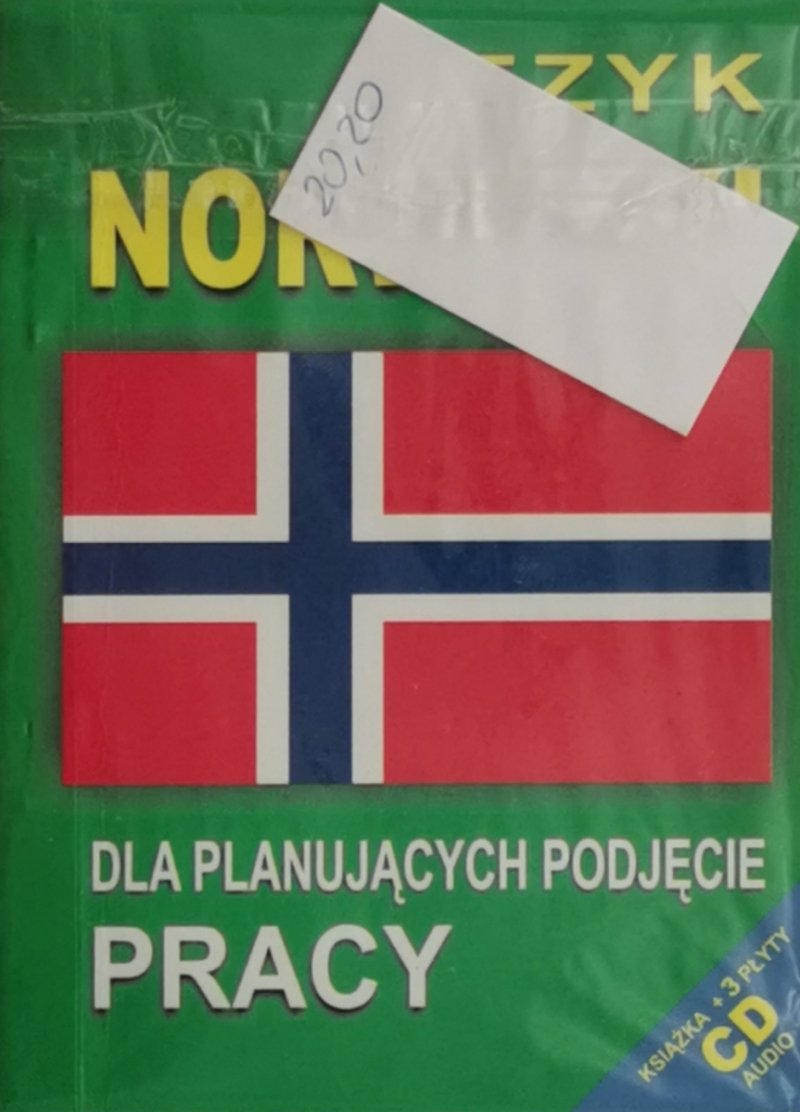 20,20
DLA PLANUJĄCYCH PODJĘCIE
PRACY
KSIĄŻKA + 3 PŁYTY
CD
AUDIO